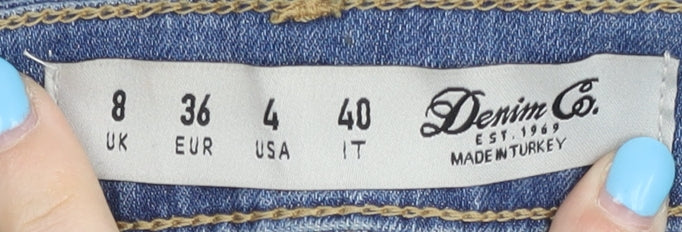 8 36 4 40
UK EUR USA IT
Denim Co.
EST. 1969
MADE IN TURKEY